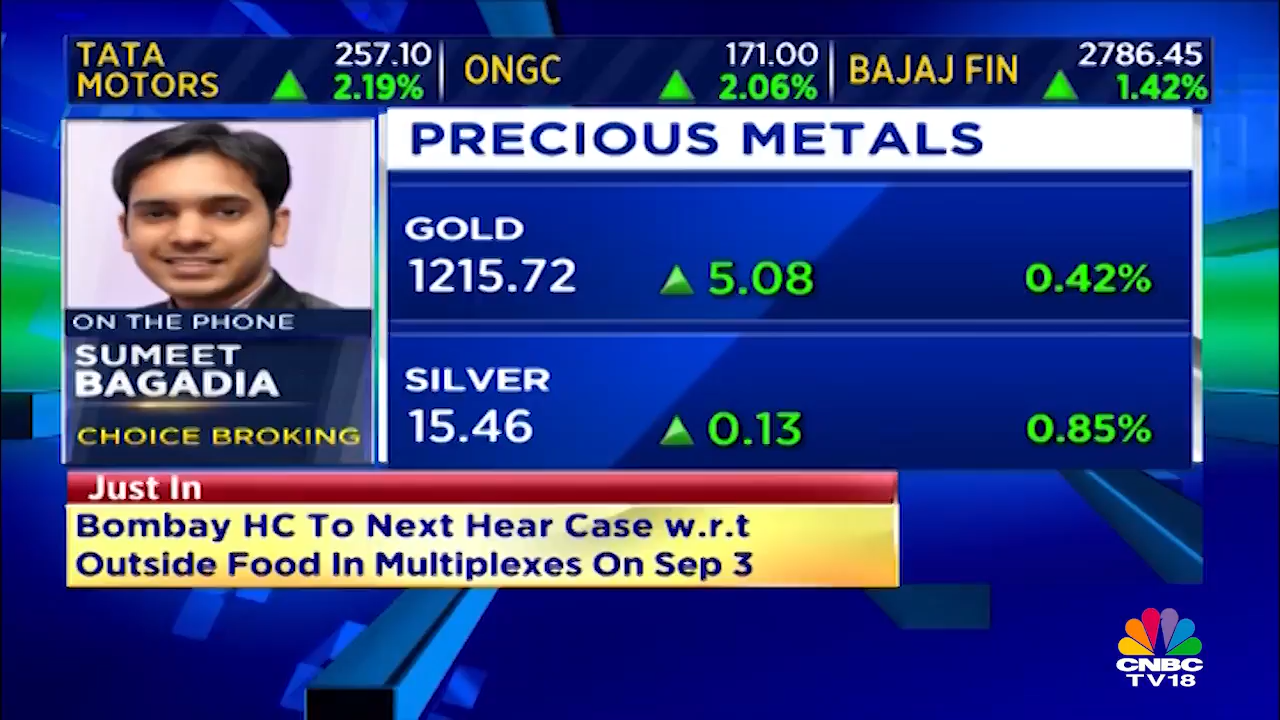 TATA MOTORS 257.10 ▲ 2.19%
ONGC 171.00 ▲ 2.06%
BAJAJ FIN 2786.45 ▲ 1.42%
PRECIOUS METALS
GOLD
1215.72 ▲ 5.08 0.42%
SILVER
15.46 ▲ 0.13 0.85%
ON THE PHONE
SUMEET
BAGADIA
CHOICE BROKING
Just In
Bombay HC To Next Hear Case w.r.t
Outside Food In Multiplexes On Sep 3
CNBC
TV18